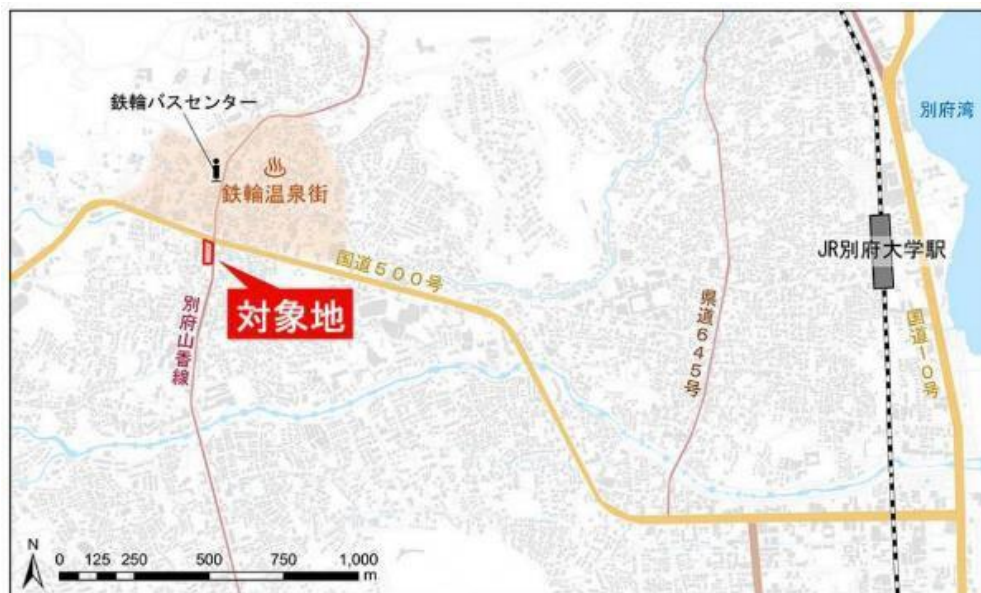 鉄輪バスセンター
別府湾
鉄輪温泉街
JR別府大学駅
国道５００号
対象地
別府山香線
県道６４５号
国道１０号
N
0 125 250 500 750 1,000
m